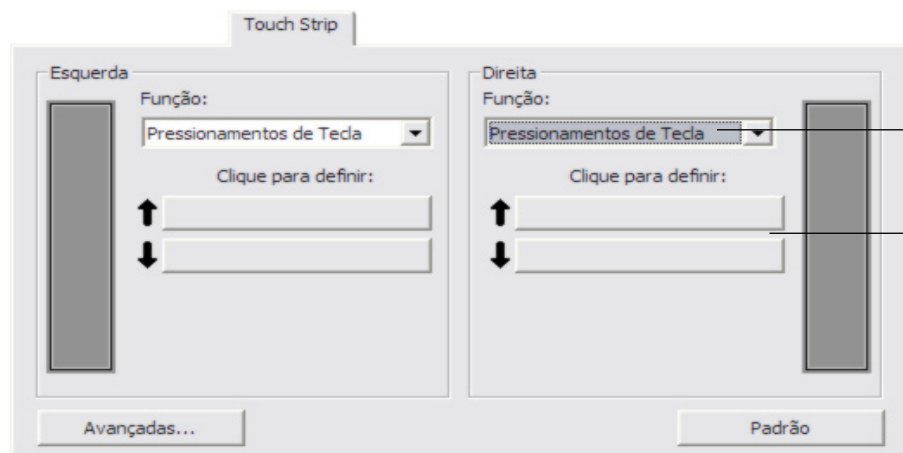 Touch Strip
Esquerda
Função:
Pressionamentos de Tecla
Clique para definir:
Direita
Função:
Pressionamentos de Tecla
Clique para definir:
Avançadas...
Padrão